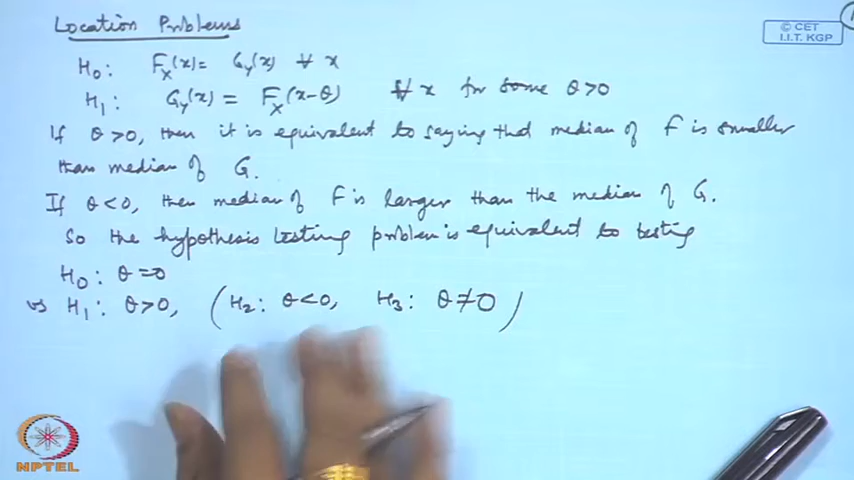 Location Problems
© CET
I.I.T. KGP
H₀: F_X(x) = G_Y(x) ∀ x
H₁: G_Y(x) = F_X(x-θ) ∀ x for some θ>0
If θ>0, then it is equivalent to saying that median of F is smaller
than median of G.
If θ<0, then median of F is larger than the median of G.
So the hypothesis testing problem is equivalent to testing
H₀: θ=0
vs H₁: θ>0, (H₂: θ<0, H₃: θ≠0)
NPTEL